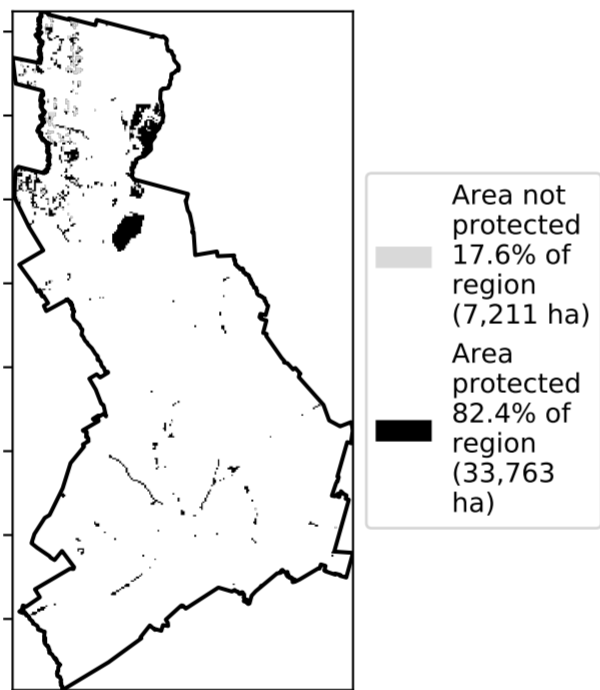 Area not
protected
17.6% of
region
(7,211 ha)
Area
protected
82.4% of
region
(33,763
ha)